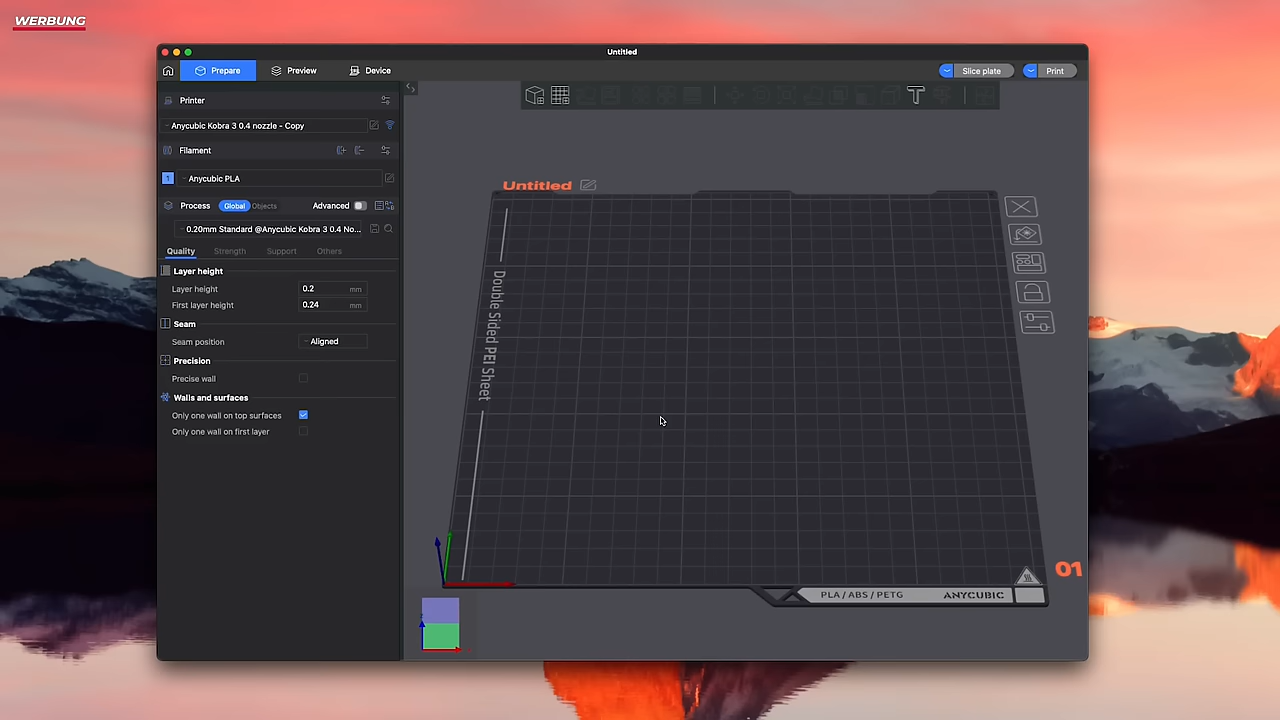 WERBUNG
Untitled
Prepare
Preview
Device
Slice plate
Print
Printer
Anycubic Kobra 3 0.4 nozzle - Copy
Filament
1
Anycubic PLA
Process
Global
Objects
Advanced
0.20mm Standard @Anycubic Kobra 3 0.4 No...
Quality
Strength
Support
Others
Layer height
Layer height
0.2
mm
First layer height
0.24
mm
Seam
Seam position
Aligned
Precision
Precise wall
Walls and surfaces
Only one wall on top surfaces
Only one wall on first layer
Untitled
Double Sided PEI Sheet
PLA / ABS / PETG
ANYCUBIC
01